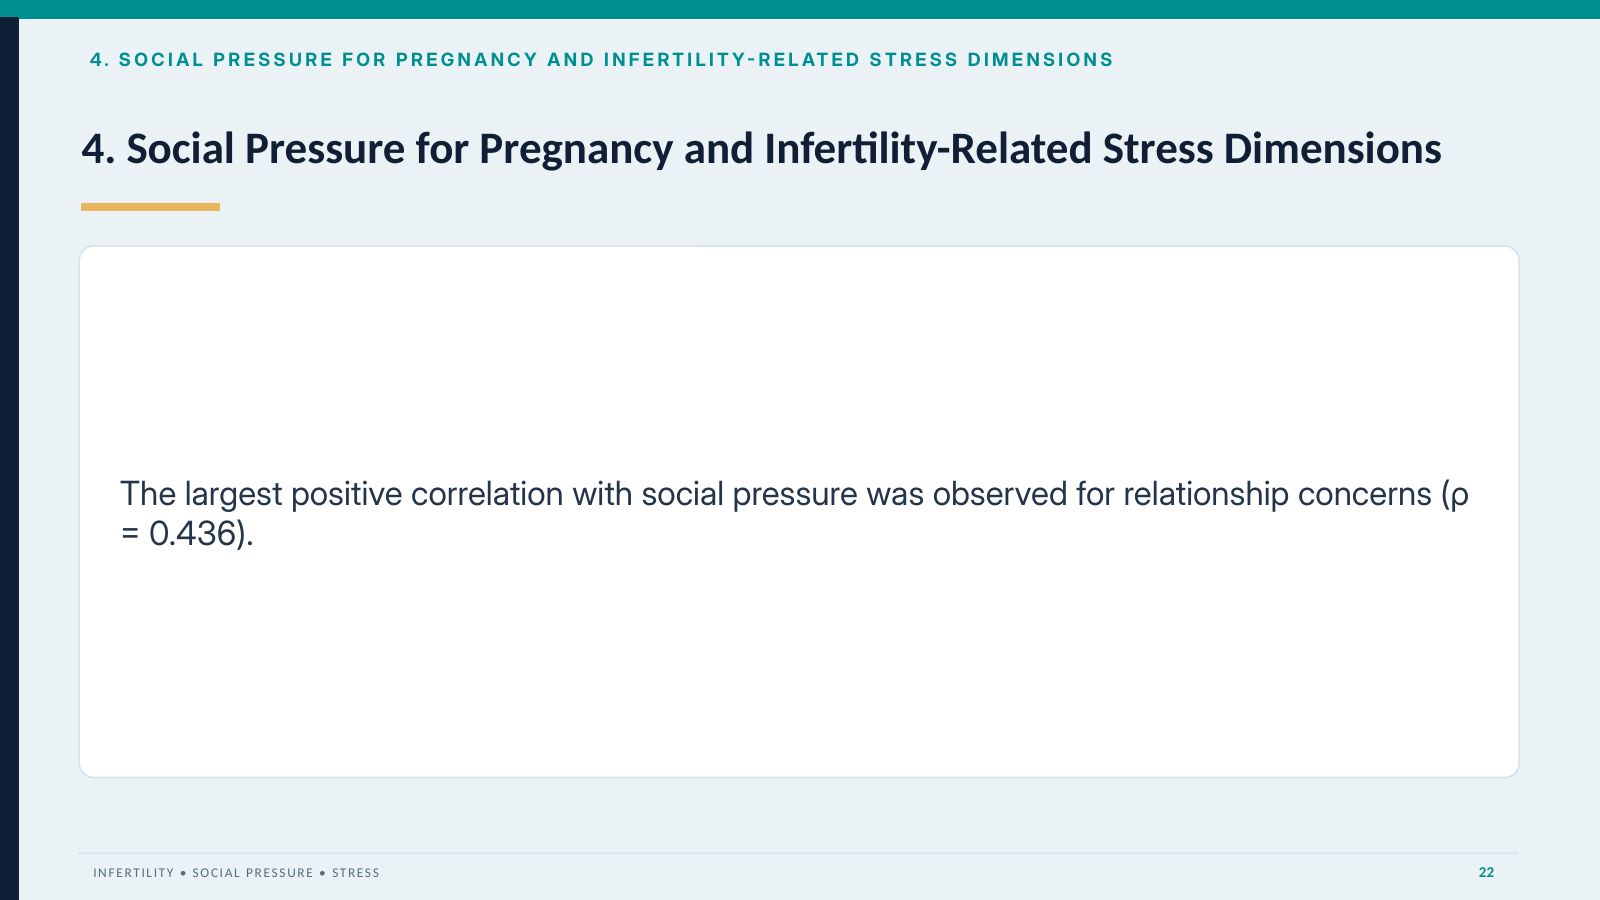 4. SOCIAL PRESSURE FOR PREGNANCY AND INFERTILITY-RELATED STRESS DIMENSIONS
4. Social Pressure for Pregnancy and Infertility-Related Stress Dimensions
The largest positive correlation with social pressure was observed for relationship concerns (ρ
= 0.436).
INFERTILITY • SOCIAL PRESSURE • STRESS
22